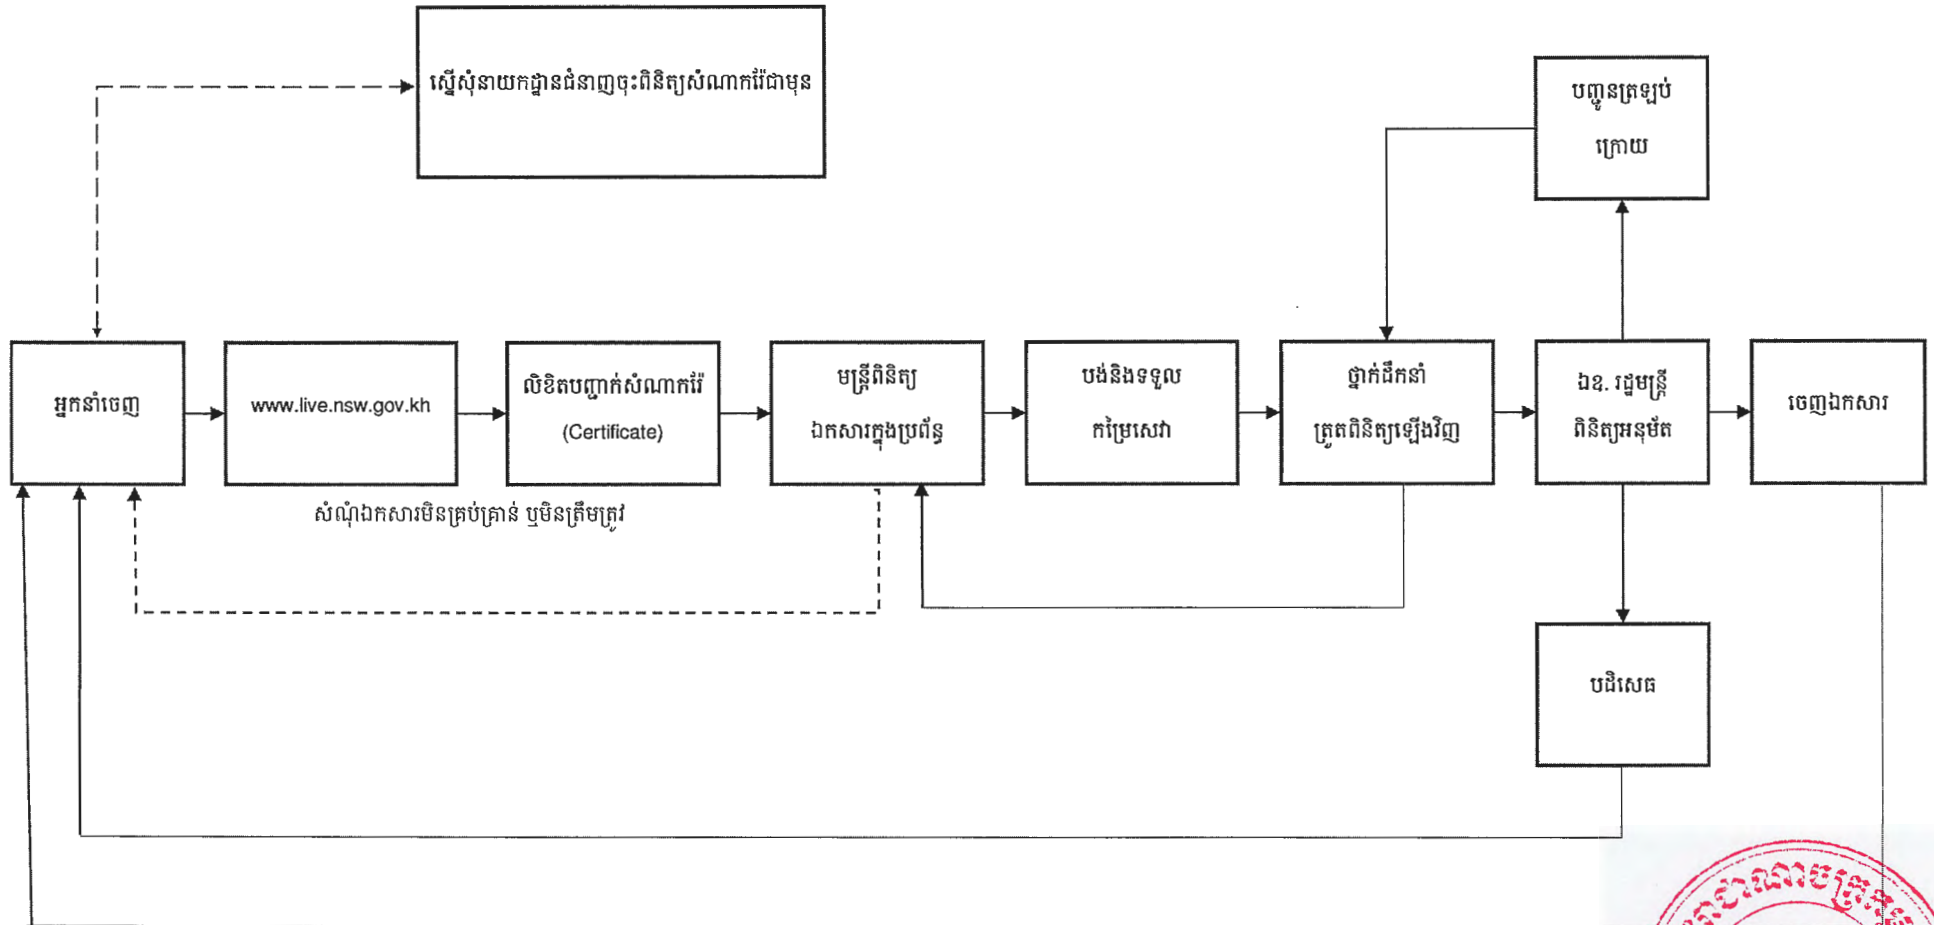 ស្នើសុំនាយកដ្ឋានជំនាញចុះពិនិត្យសំណាករ៉ែជាមុន
បញ្ជូនត្រឡប់
ក្រោយ
អ្នកនាំចេញ
www.live.nsw.gov.kh
លិខិតបញ្ជាក់សំណាករ៉ែ
(Certificate)
មន្ត្រីពិនិត្យ
ឯកសារក្នុងប្រព័ន្ធ
បង់និងទទួល
កម្រៃសេវា
ថ្នាក់ដឹកនាំ
ត្រួតពិនិត្យឡើងវិញ
ឯឧ. រដ្ឋមន្ត្រី
ពិនិត្យអនុម័ត
ចេញឯកសារ
សំណុំឯកសារមិនគ្រប់គ្រាន់ ឬមិនត្រឹមត្រូវ
បដិសេធ